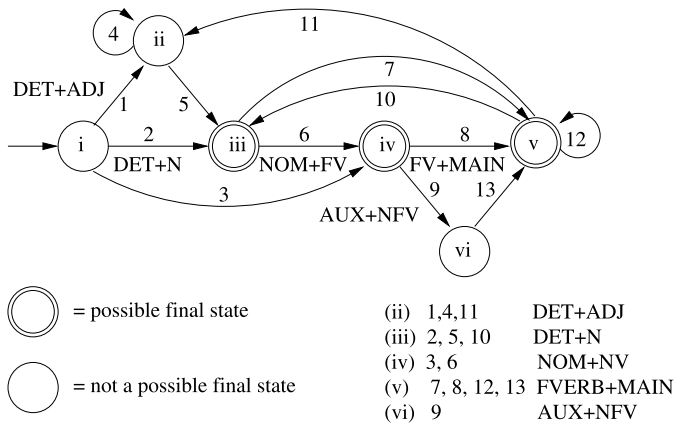 11
4
ii
7
DET+ADJ
1
5
10
2
6
8
i
iii
iv
v
12
DET+N
NOM+FV
FV+MAIN
3
9
13
AUX+NFV
vi
= possible final state
= not a possible final state
(ii) 1,4,11 DET+ADJ
(iii) 2, 5, 10 DET+N
(iv) 3, 6 NOM+NV
(v) 7, 8, 12, 13 FVERB+MAIN
(vi) 9 AUX+NFV